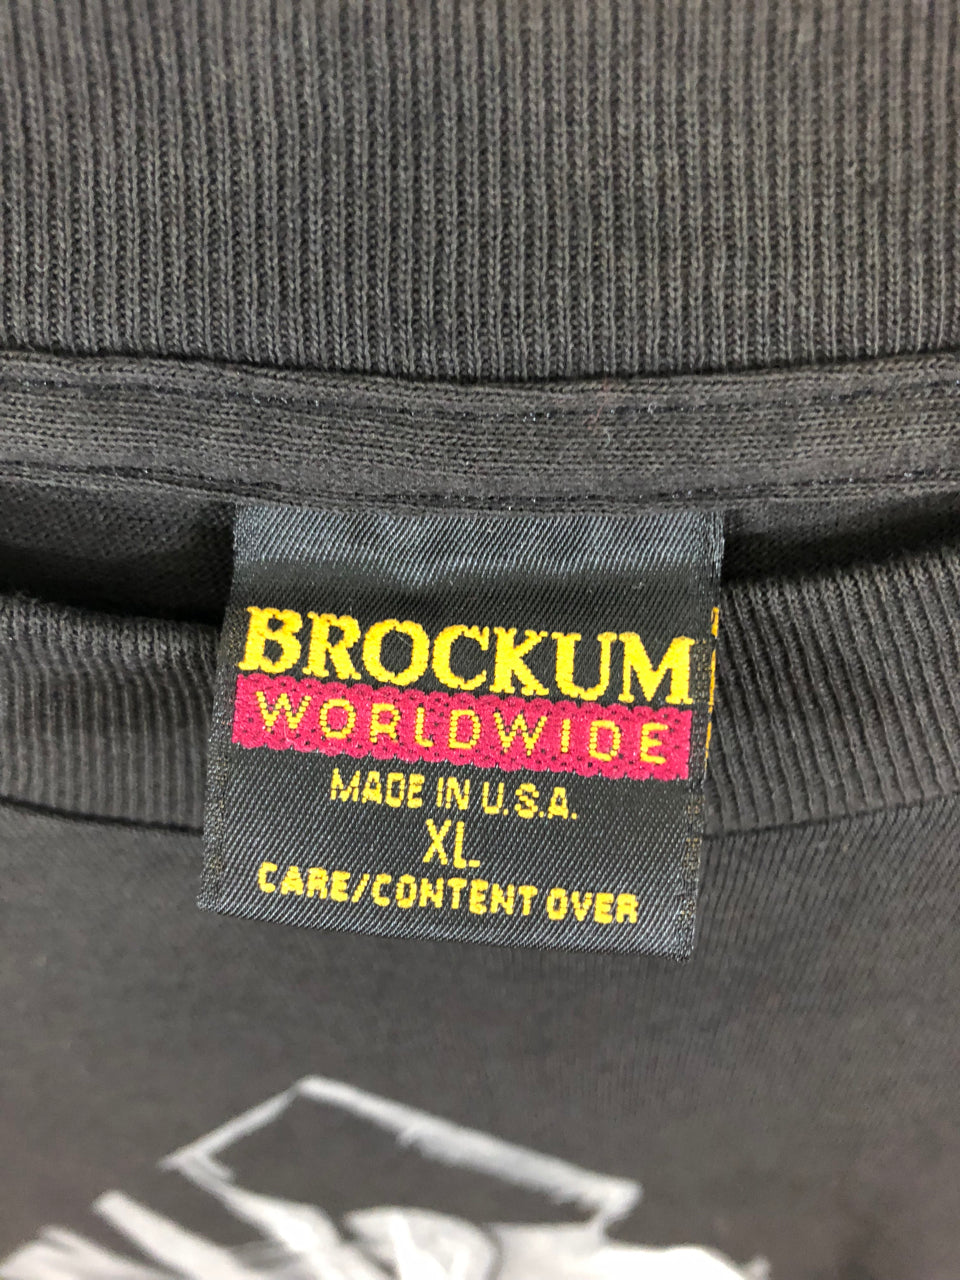 BROCKUM
WORLDWIDE
MADE IN U.S.A.
XL
CARE/CONTENT OVER